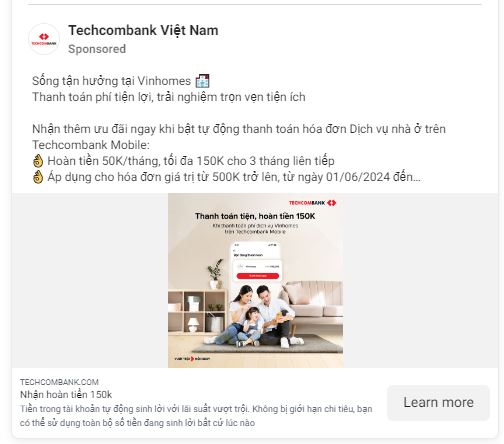 Techcombank Việt Nam
TECHCOMBANK
Sponsored
Sống tận hưởng tại Vinhomes 🏨
Thanh toán phí tiện lợi, trải nghiệm trọn vẹn tiện ích
Nhận thêm ưu đãi ngay khi bật tự động thanh toán hóa đơn Dịch vụ nhà ở trên
Techcombank Mobile:
👌 Hoàn tiền 50K/tháng, tối đa 150K cho 3 tháng liên tiếp
👌 Áp dụng cho hóa đơn giá trị từ 500K trở lên, từ ngày 01/06/2024 đến...
TECHCOMBANK
Thanh toán tiện, hoàn tiền 150K
Khi thanh toán phí dịch vụ Vinhomes
trên Techcombank Mobile
VƯỢT TRỘI HƠN MỖI NGÀY
TECHCOMBANK.COM
Nhận hoàn tiền 150k
Tiền trong tài khoản tự động sinh lời với lãi suất vượt trội. Không bị giới hạn chi tiêu, bạn
có thể sử dụng toàn bộ số tiền đang sinh lời bất cứ lúc nào
Learn more